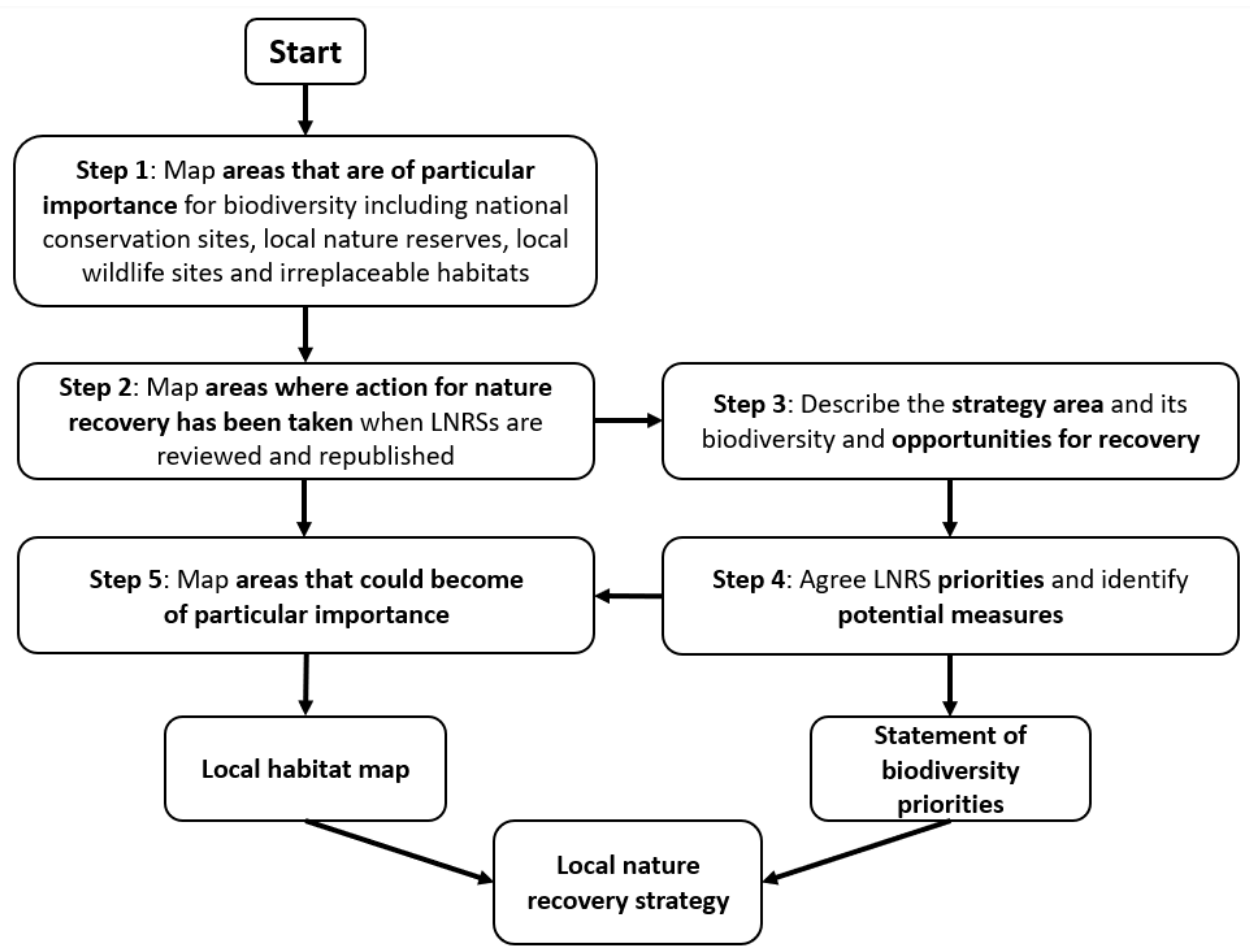 Start
Step 1: Map areas that are of particular
importance for biodiversity including national
conservation sites, local nature reserves, local
wildlife sites and irreplaceable habitats
Step 2: Map areas where action for nature
recovery has been taken when LNRSs are
reviewed and republished
Step 3: Describe the strategy area and its
biodiversity and opportunities for recovery
Step 4: Agree LNRS priorities and identify
potential measures
Step 5: Map areas that could become
of particular importance
Local habitat map
Statement of
biodiversity
priorities
Local nature
recovery strategy